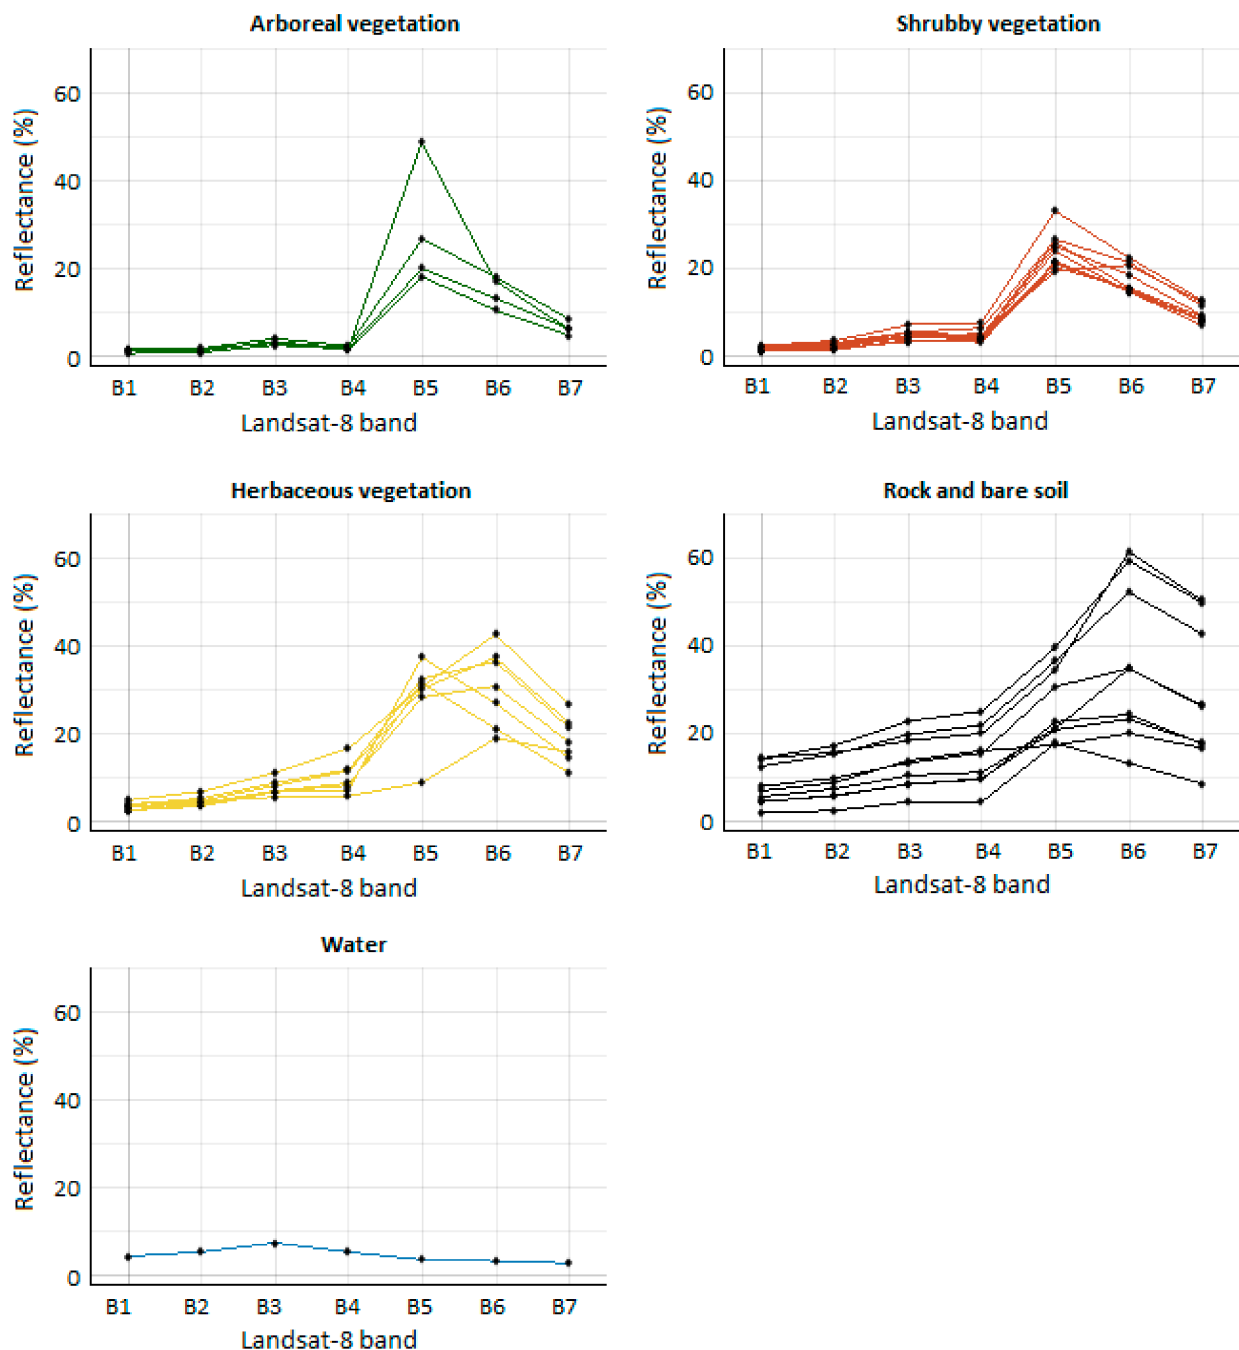 Arboreal vegetation
Reflectance (%)
60
40
20
0
B1 B2 B3 B4 B5 B6 B7
Landsat-8 band
Shrubby vegetation
Reflectance (%)
60
40
20
0
B1 B2 B3 B4 B5 B6 B7
Landsat-8 band
Herbaceous vegetation
Reflectance (%)
60
40
20
0
B1 B2 B3 B4 B5 B6 B7
Landsat-8 band
Rock and bare soil
Reflectance (%)
60
40
20
0
B1 B2 B3 B4 B5 B6 B7
Landsat-8 band
Water
Reflectance (%)
60
40
20
0
B1 B2 B3 B4 B5 B6 B7
Landsat-8 band